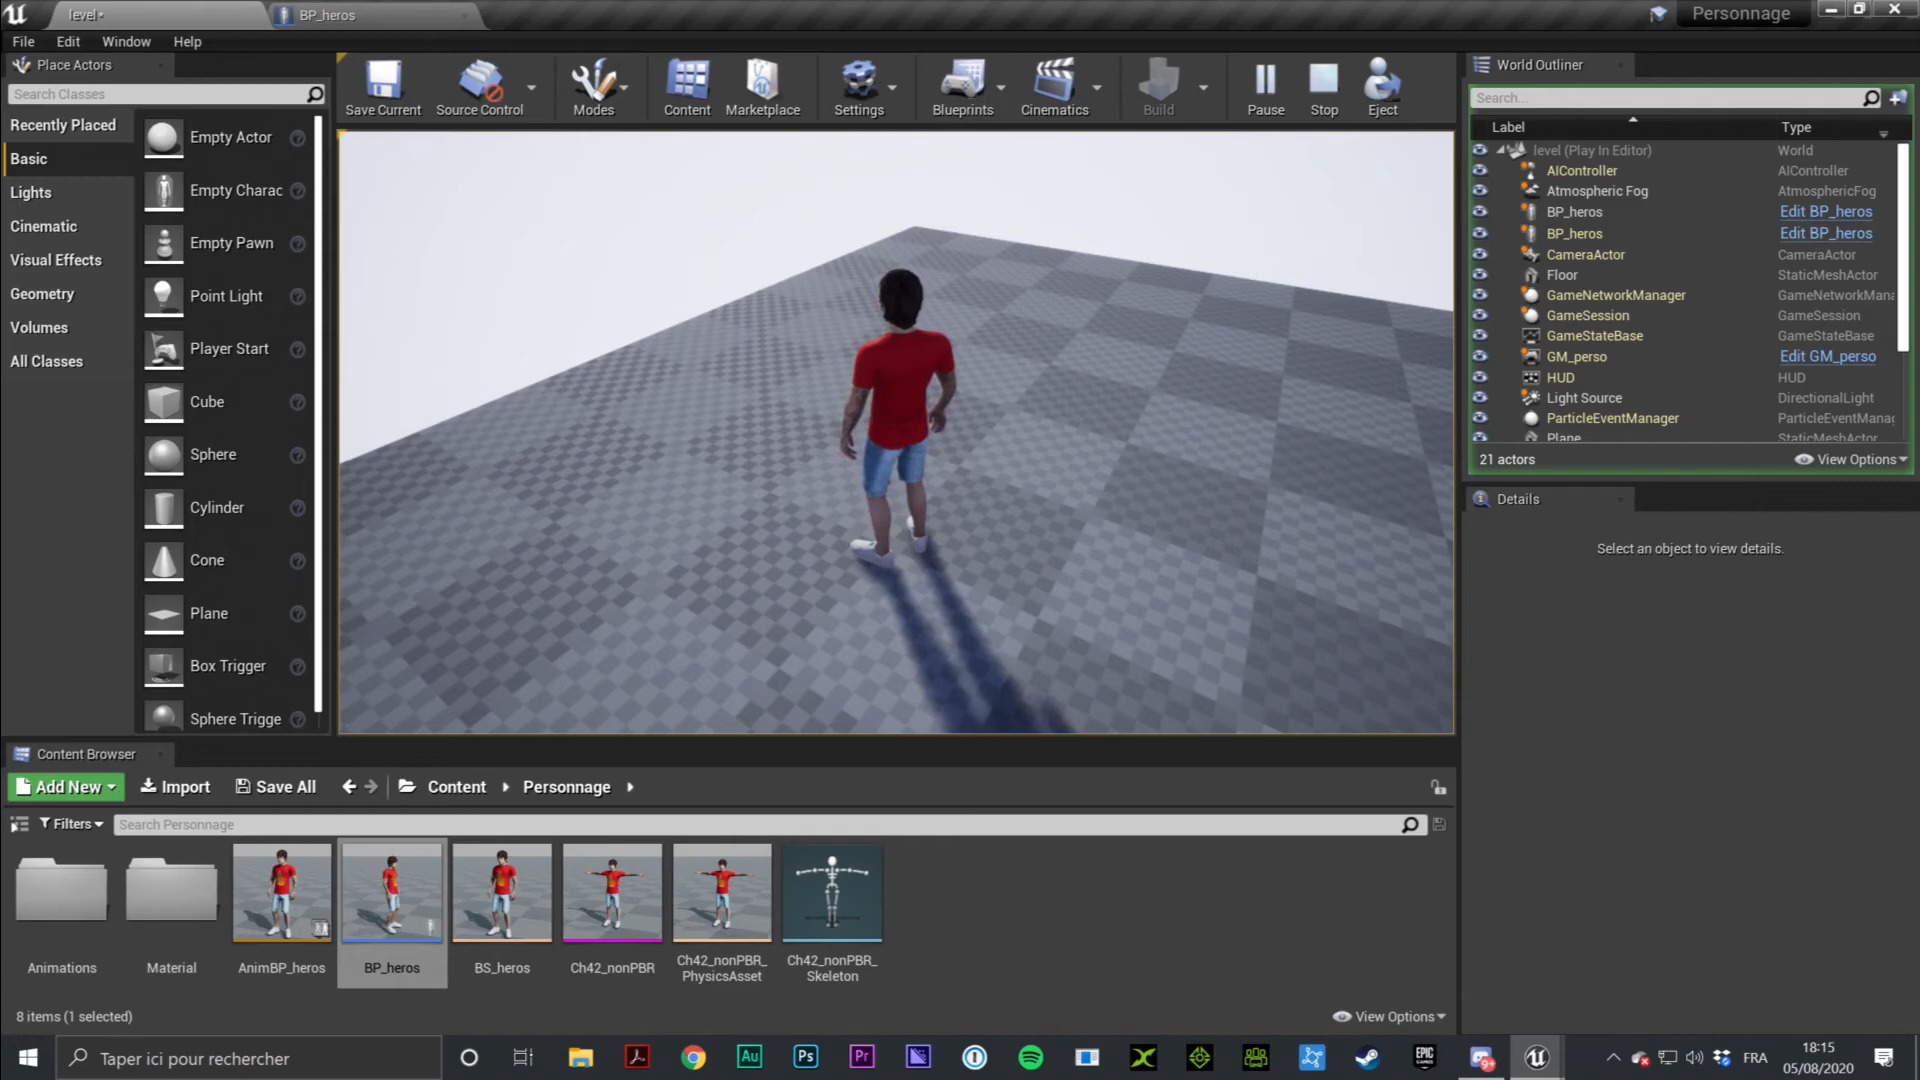 level•
BP_heros
Personnage
File Edit Window Help
Place Actors
Search Classes
Recently Placed
Basic
Lights
Cinematic
Visual Effects
Geometry
Volumes
All Classes
Empty Actor
Empty Charac
Empty Pawn
Point Light
Player Start
Cube
Sphere
Cylinder
Cone
Plane
Box Trigger
Sphere Trigge
Save Current Source Control Modes Content Marketplace Settings Blueprints Cinematics Build Pause Stop Eject
World Outliner
Search...
Label Type
level (Play In Editor) World
AIController AIController
Atmospheric Fog AtmosphericFog
BP_heros Edit BP_heros
BP_heros Edit BP_heros
CameraActor CameraActor
Floor StaticMeshActor
GameNetworkManager GameNetworkMana
GameSession GameSession
GameStateBase GameStateBase
GM_perso Edit GM_perso
HUD HUD
Light Source DirectionalLight
ParticleEventManager ParticleEventManag
Plane StaticMeshActor
21 actors View Options
Details
Select an object to view details.
Content Browser
Add New Import Save All Content Personnage
Filters Search Personnage
Animations
Material
AnimBP_heros
BP_heros
BS_heros
Ch42_nonPBR
Ch42_nonPBR_
PhysicsAsset
Ch42_nonPBR_
Skeleton
8 items (1 selected) View Options
Taper ici pour rechercher
Au Ps Pr
EPIC
GAMES
9+
FRA
18:15
05/08/2020